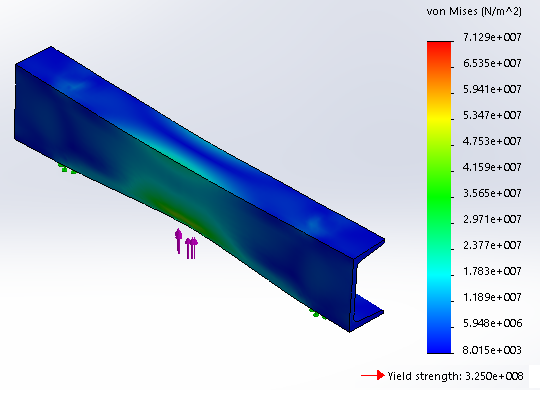 von Mises (N/m^2)
7.129e+007
6.535e+007
5.941e+007
5.347e+007
4.753e+007
4.159e+007
3.565e+007
2.971e+007
2.377e+007
1.783e+007
1.189e+007
5.948e+006
8.015e+003
Yield strength: 3.250e+008